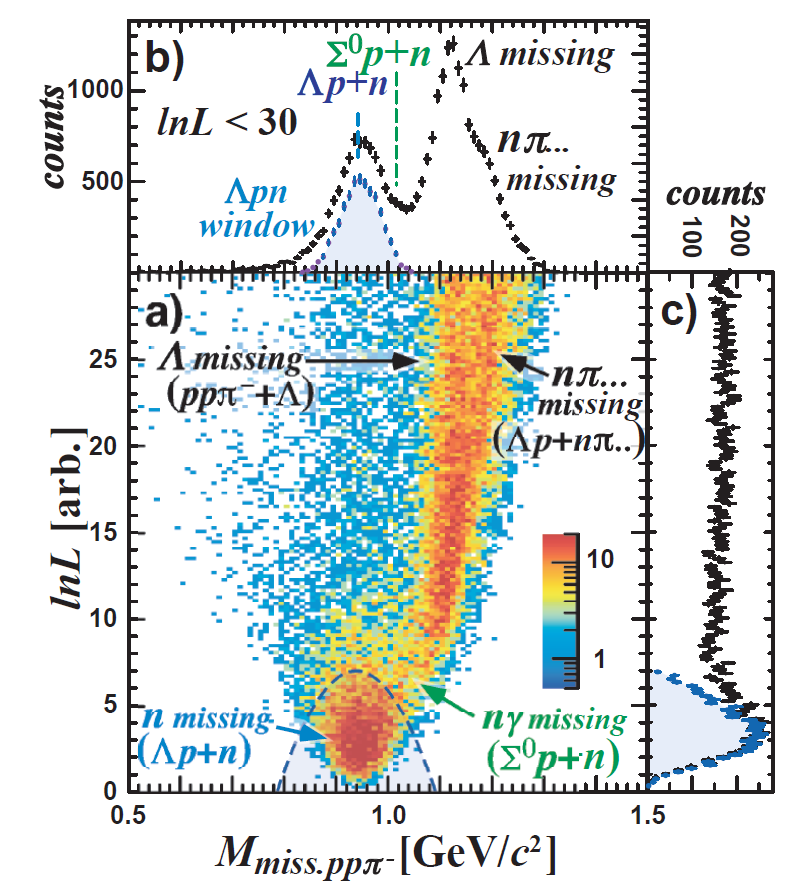 b)
Σ⁰p+n
Λp+n
Λ missing
lnL < 30
nπ...
missing
Λpn
window
counts
1000
500
counts
100
200
a)
c)
Λ missing
(ppπ⁻+Λ)
nπ...
missing
(Λp+nπ..)
10
1
n missing
(Λp+n)
nγ missing
(Σ⁰p+n)
lnL [arb.]
25
20
15
10
5
0
0.5
1.0
1.5
M_miss.ppπ⁻ [GeV/c²]